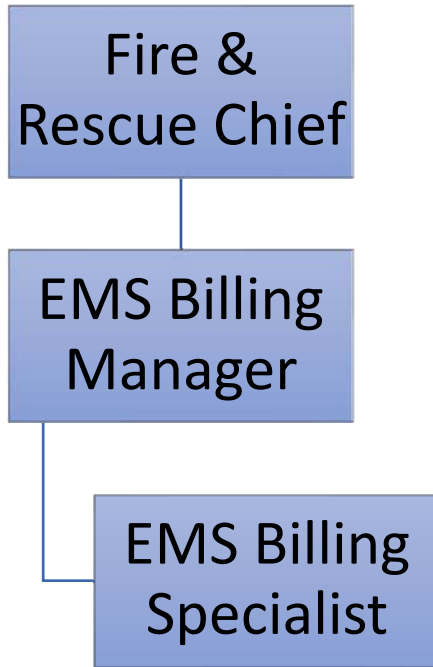 Fire &
Rescue Chief
EMS Billing
Manager
EMS Billing
Specialist